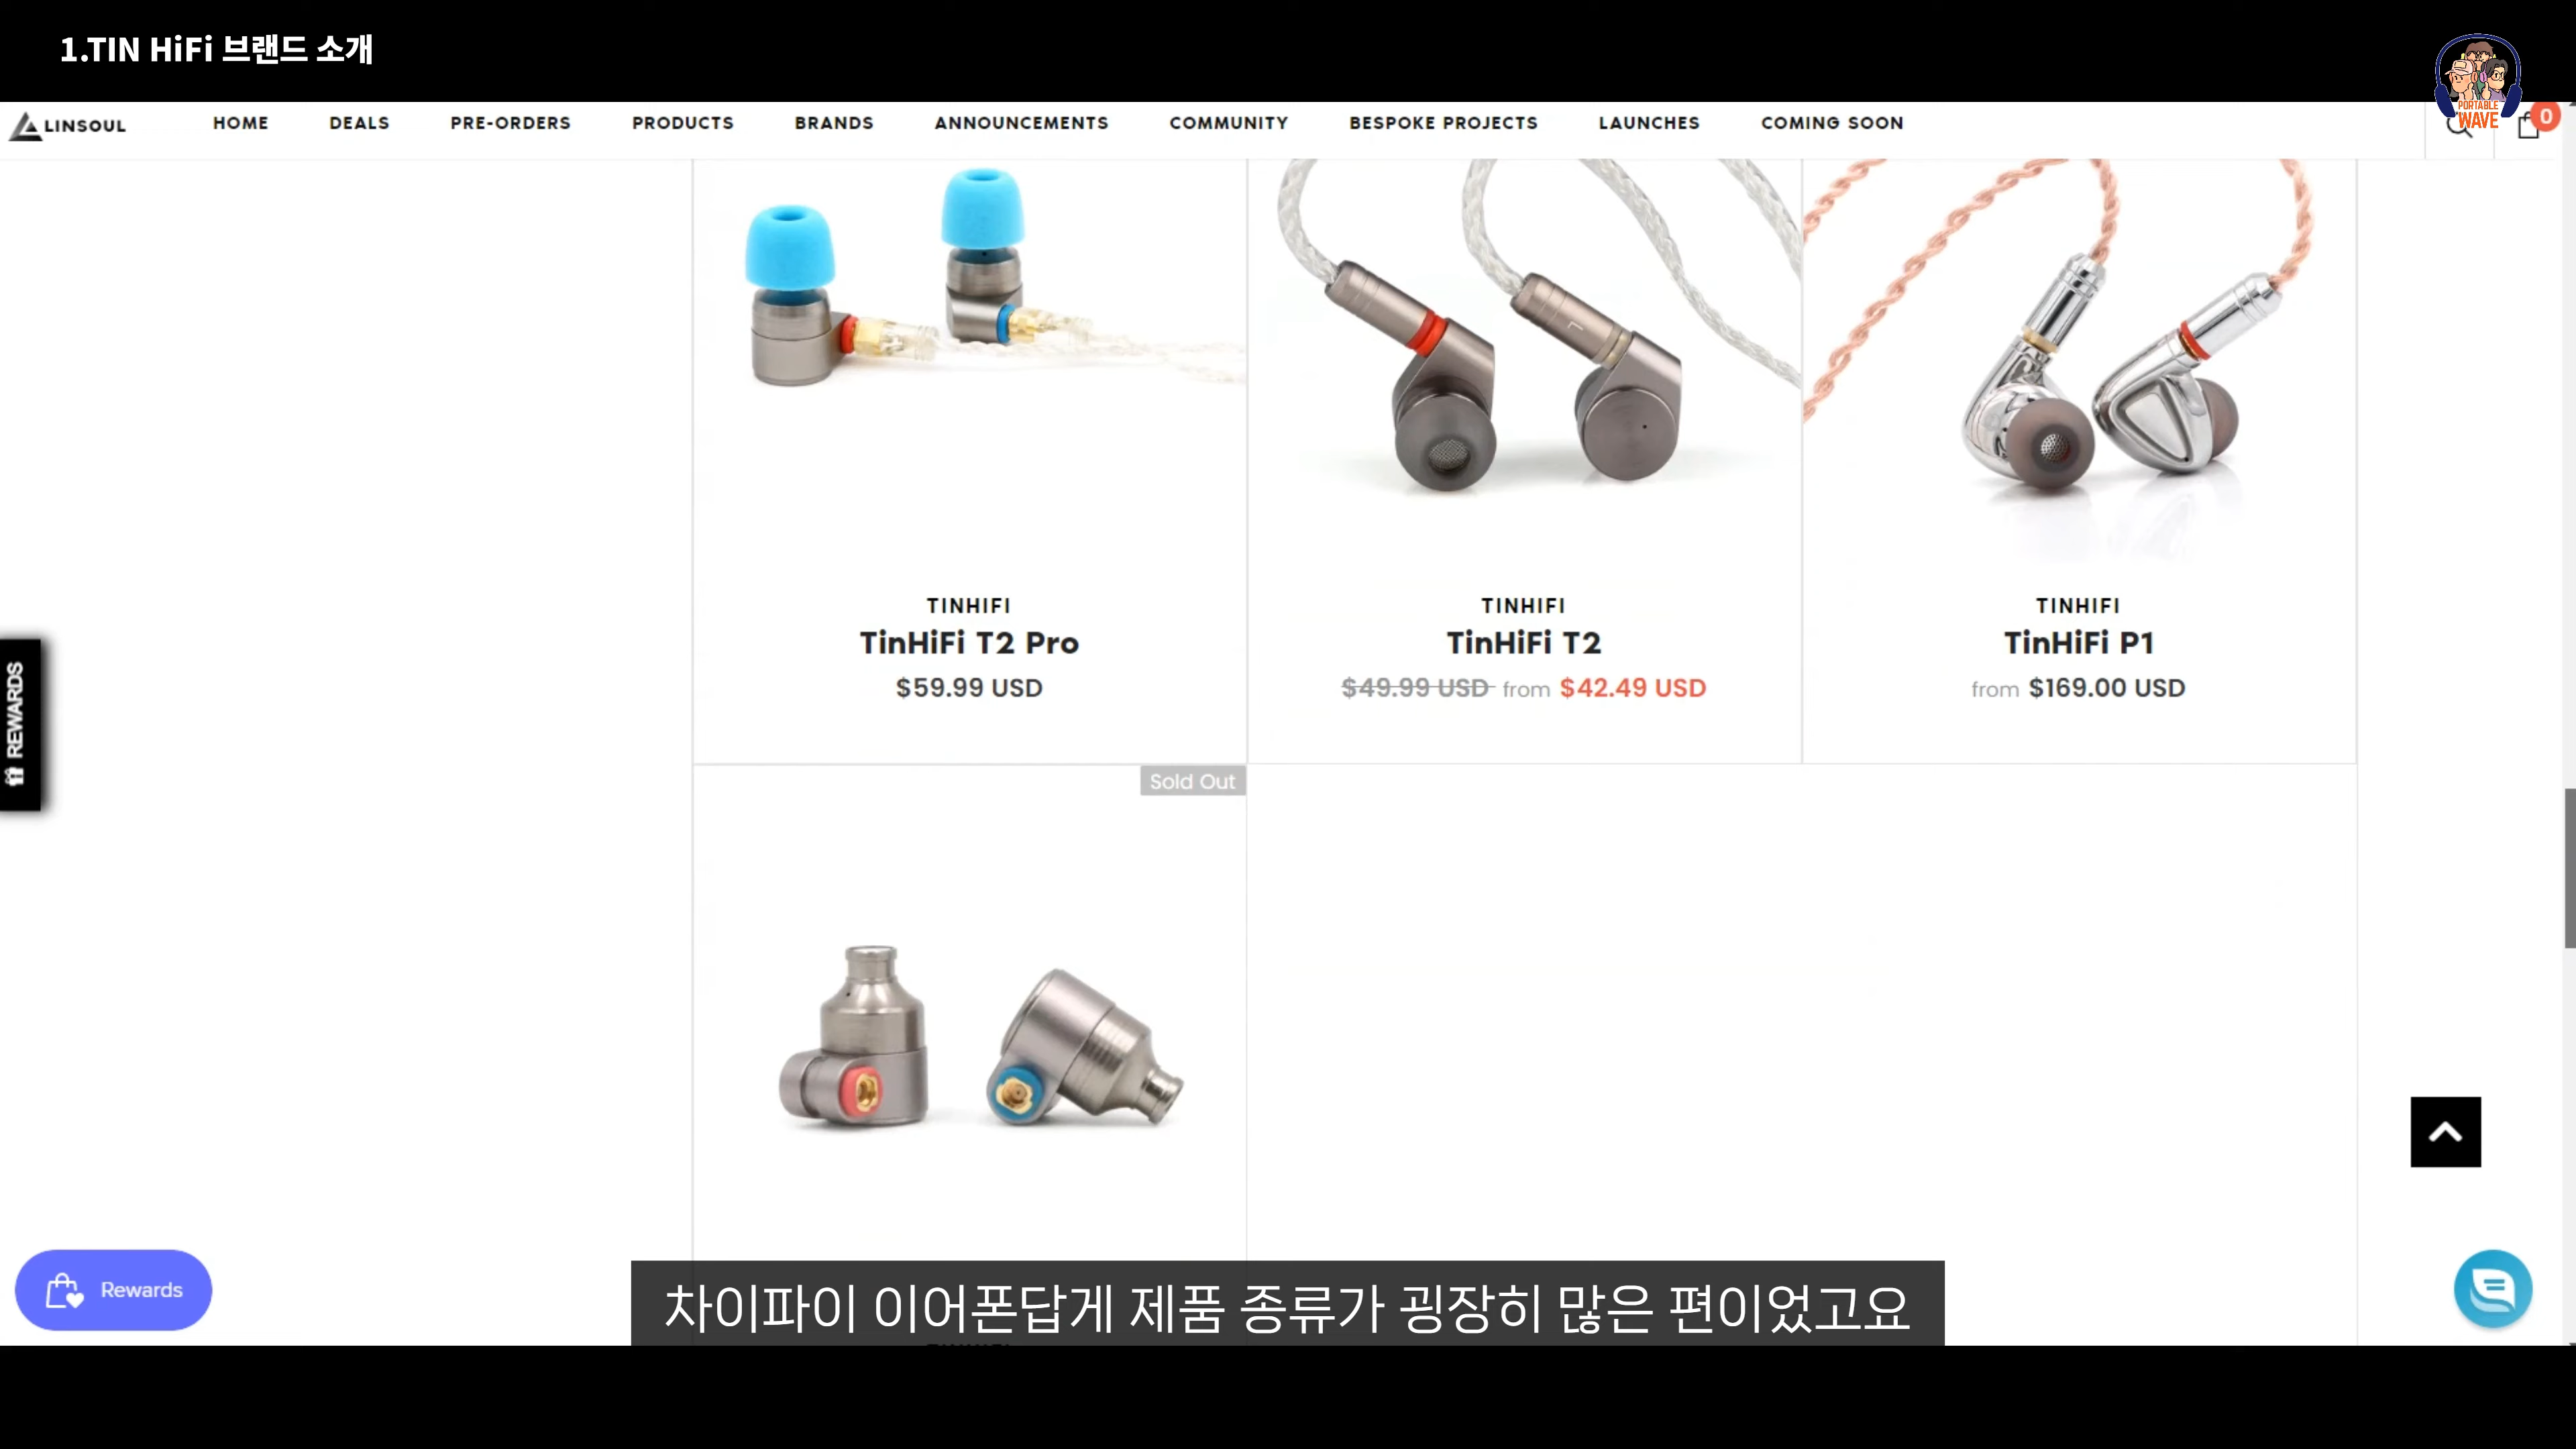 1.TIN HiFi 브랜드 소개
PORTABLE
WAVE
LINSOUL HOME DEALS PRE-ORDERS PRODUCTS BRANDS ANNOUNCEMENTS COMMUNITY BESPOKE PROJECTS LAUNCHES COMING SOON 0
L
TINHIFI TINHIFI TINHIFI
TinHiFi T2 Pro TinHiFi T2 TinHiFi P1
$59.99 USD $49.99 USD from $42.49 USD from $169.00 USD
REWARDS
Sold Out
Rewards
차이파이 이어폰답게 제품 종류가 굉장히 많은 편이었고요